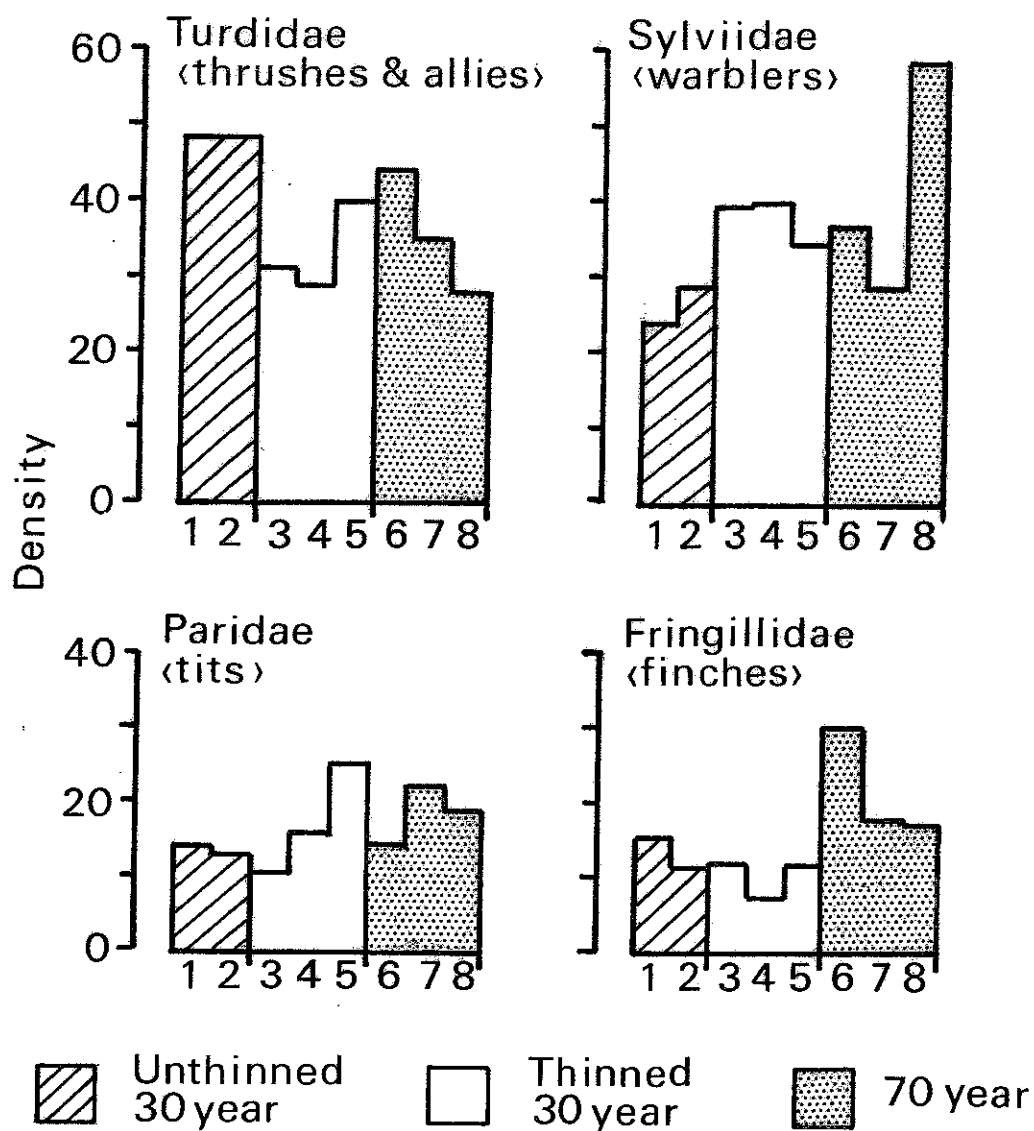 Turdidae
‹thrushes & allies›
Sylviidae
‹warblers›
60
40
20
0
Density
1 2 3 4 5 6 7 8
1 2 3 4 5 6 7 8
Paridae
‹tits›
Fringillidae
‹finches›
40
20
0
1 2 3 4 5 6 7 8
1 2 3 4 5 6 7 8
Unthinned
30 year
Thinned
30 year
70 year